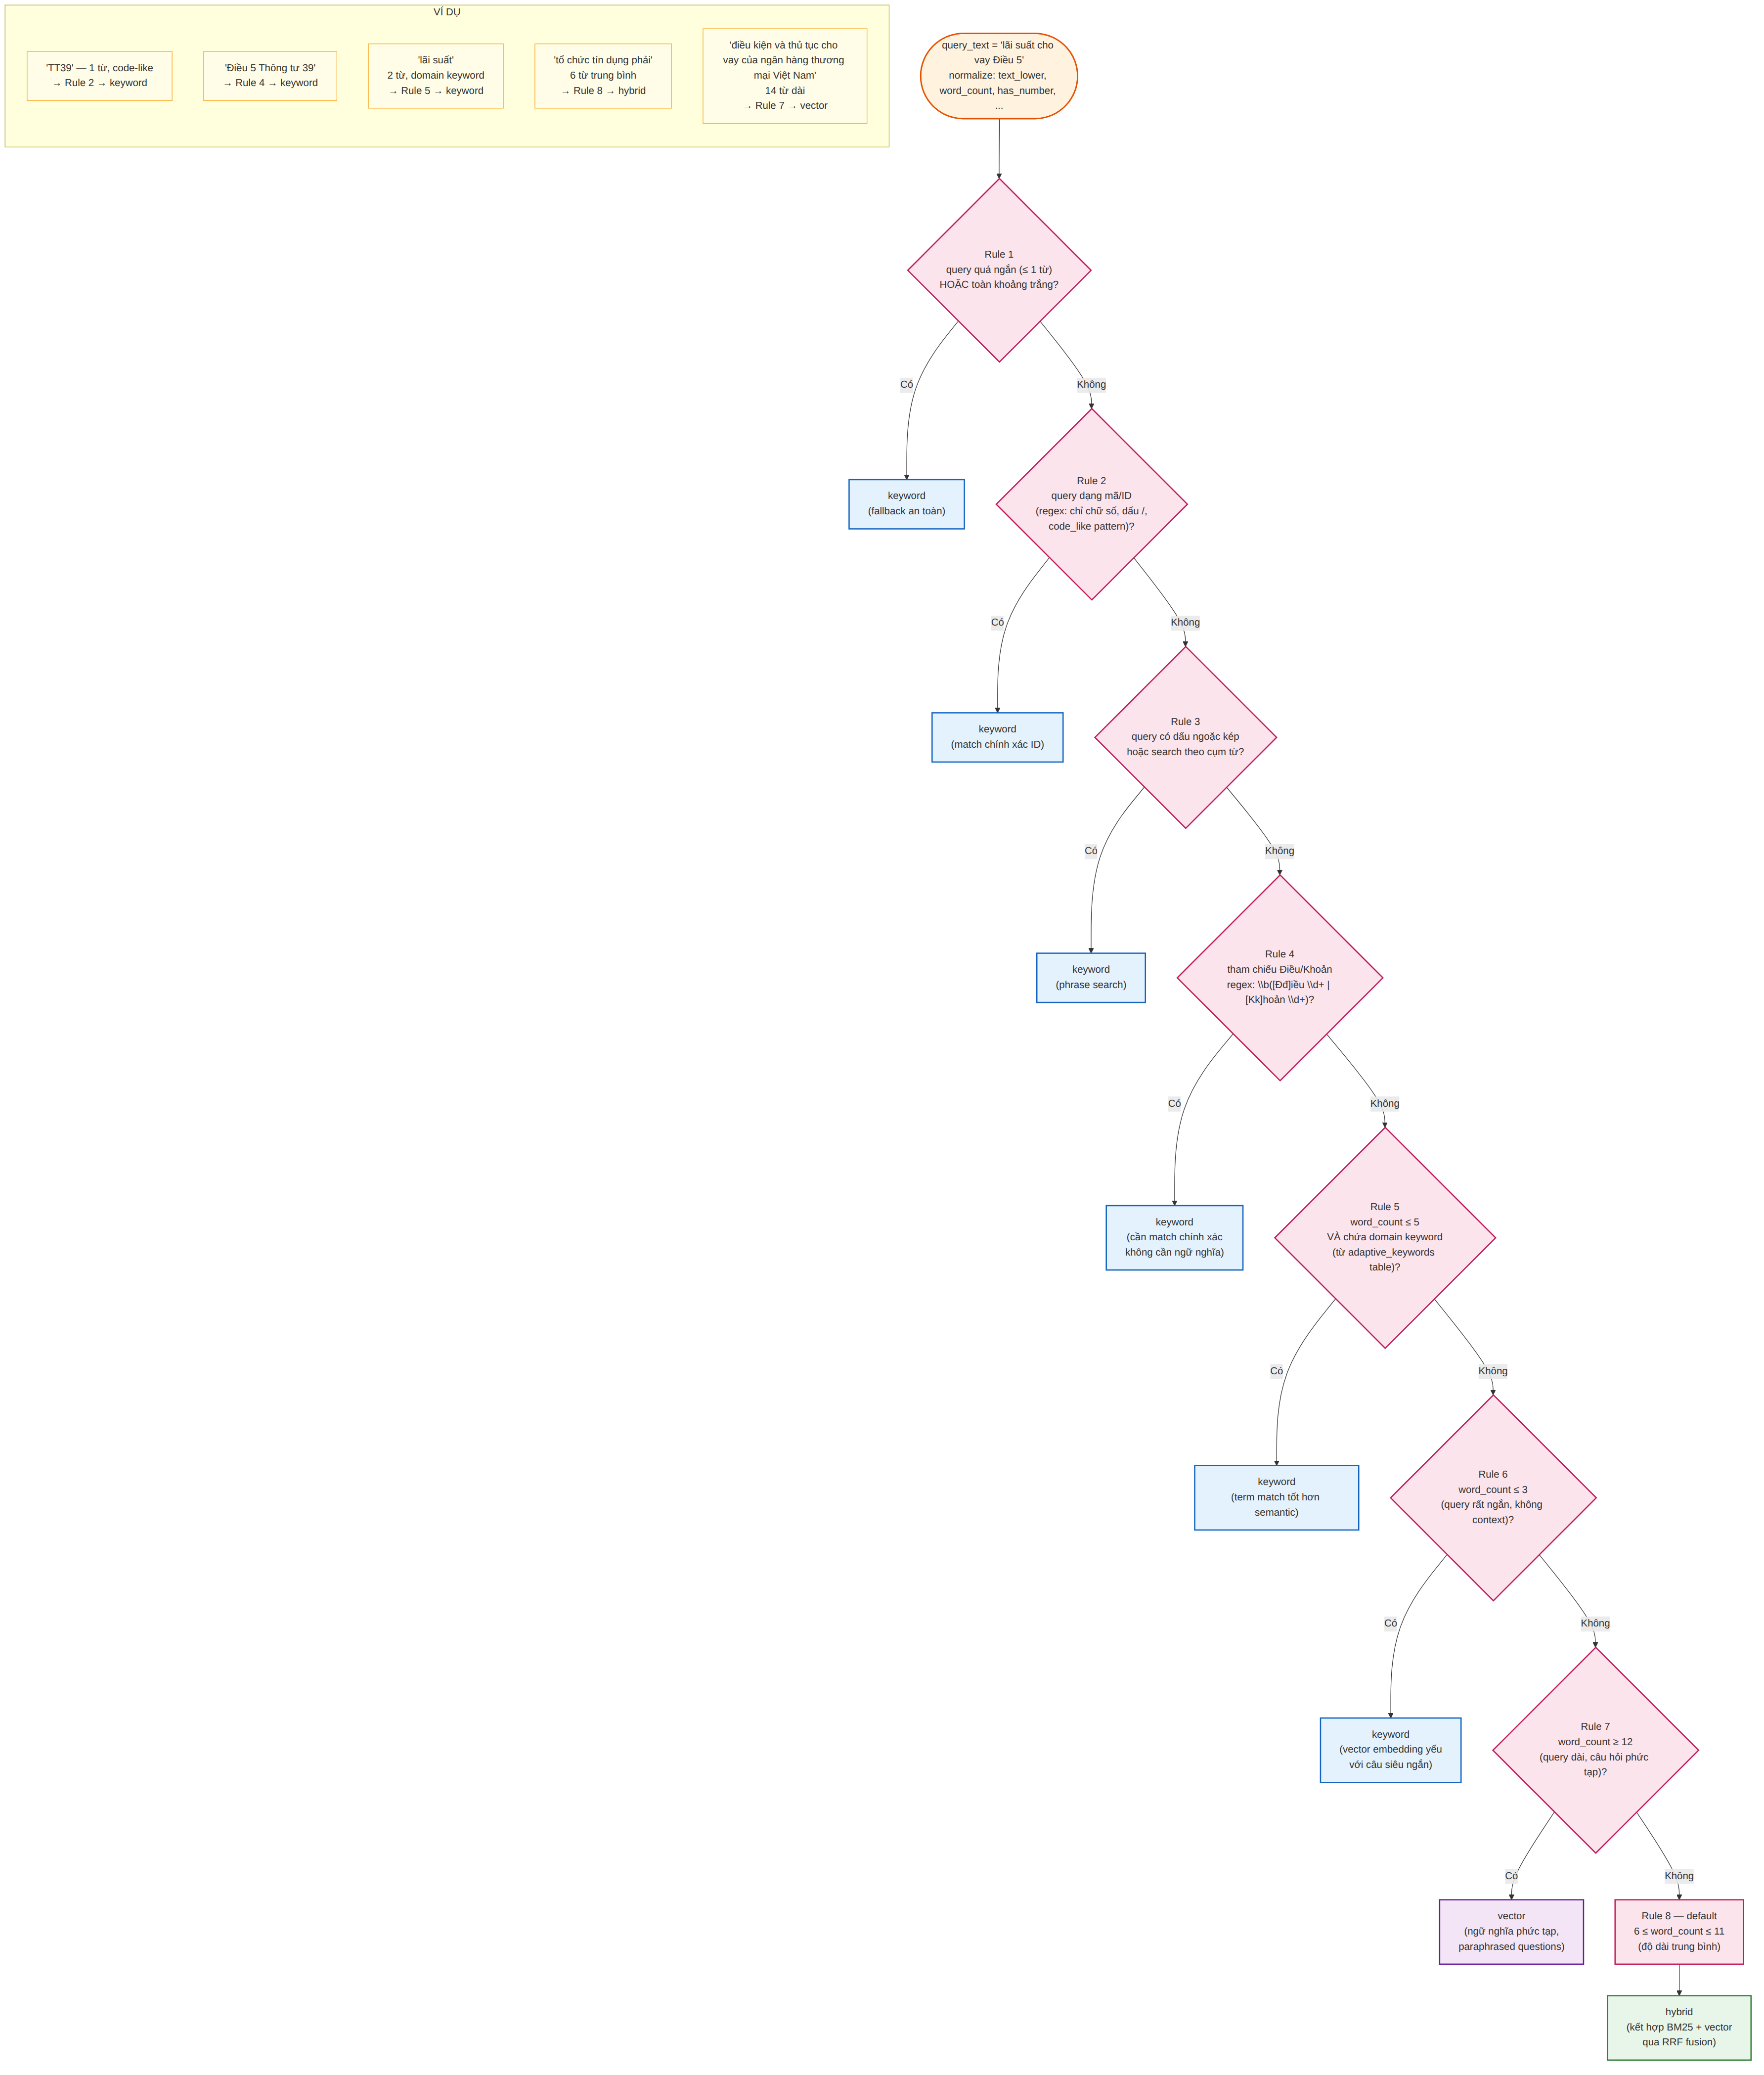 VÍ DỤ
'TT39' — 1 từ, code-like
→ Rule 2 → keyword
'Điều 5 Thông tư 39'
→ Rule 4 → keyword
'lãi suất'
2 từ, domain keyword
→ Rule 5 → keyword
'tổ chức tín dụng phải'
6 từ trung bình
→ Rule 8 → hybrid
'điều kiện và thủ tục cho
vay của ngân hàng thương
mại Việt Nam'
14 từ dài
→ Rule 7 → vector
query_text = 'lãi suất cho
vay Điều 5'
normalize: text_lower,
word_count, has_number,
...
Rule 1
query quá ngắn (≤ 1 từ)
HOẶC toàn khoảng trắng?
Có
Không
keyword
(fallback an toàn)
Rule 2
query dạng mã/ID
(regex: chỉ chữ số, dấu /,
code_like pattern)?
Có
Không
keyword
(match chính xác ID)
Rule 3
query có dấu ngoặc kép
hoặc search theo cụm từ?
Có
Không
keyword
(phrase search)
Rule 4
tham chiếu Điều/Khoản
regex: \\b([Đđ]iều \\d+ |
[Kk]hoản \\d+)?
Có
Không
keyword
(cần match chính xác
không cần ngữ nghĩa)
Rule 5
word_count ≤ 5
VÀ chứa domain keyword
(từ adaptive_keywords
table)?
Có
Không
keyword
(term match tốt hơn
semantic)
Rule 6
word_count ≤ 3
(query rất ngắn, không
context)?
Có
Không
keyword
(vector embedding yếu
với câu siêu ngắn)
Rule 7
word_count ≥ 12
(query dài, câu hỏi phức
tạp)?
Có
Không
vector
(ngữ nghĩa phức tạp,
paraphrased questions)
Rule 8 — default
6 ≤ word_count ≤ 11
(độ dài trung bình)
hybrid
(kết hợp BM25 + vector
qua RRF fusion)